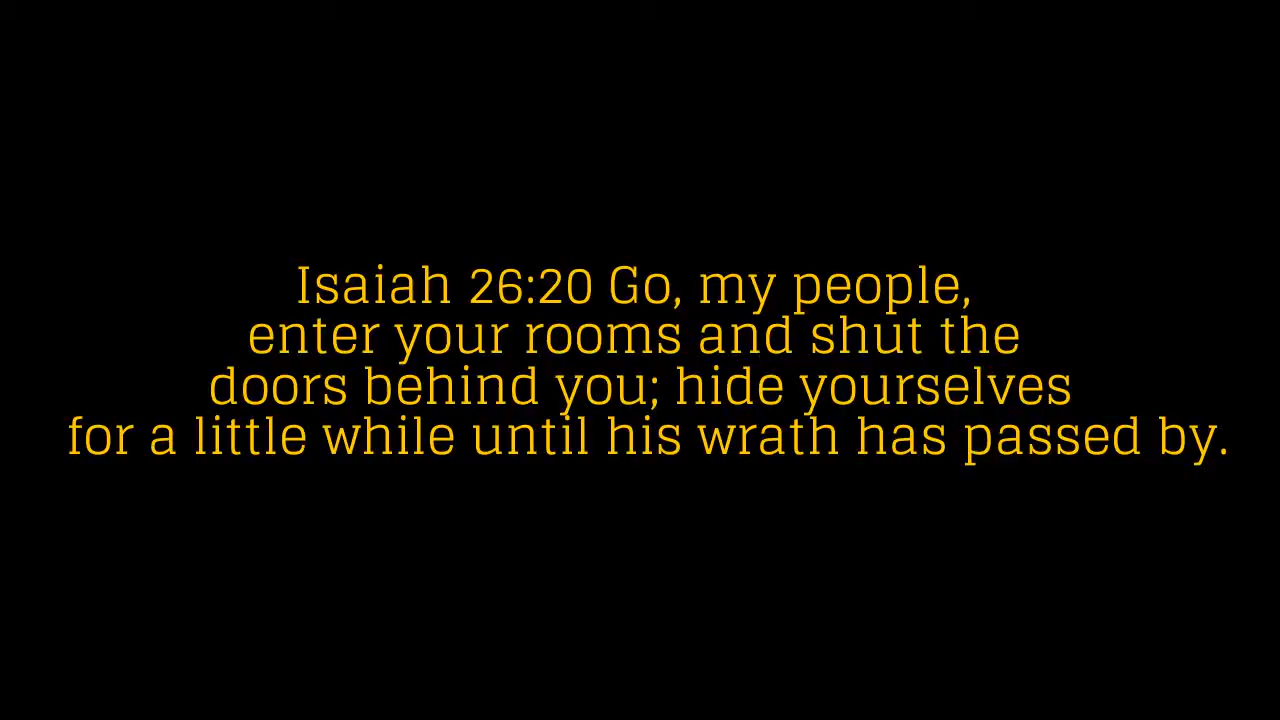 Isaiah 26:20 Go, my people,
enter your rooms and shut the
doors behind you; hide yourselves
for a little while until his wrath has passed by.